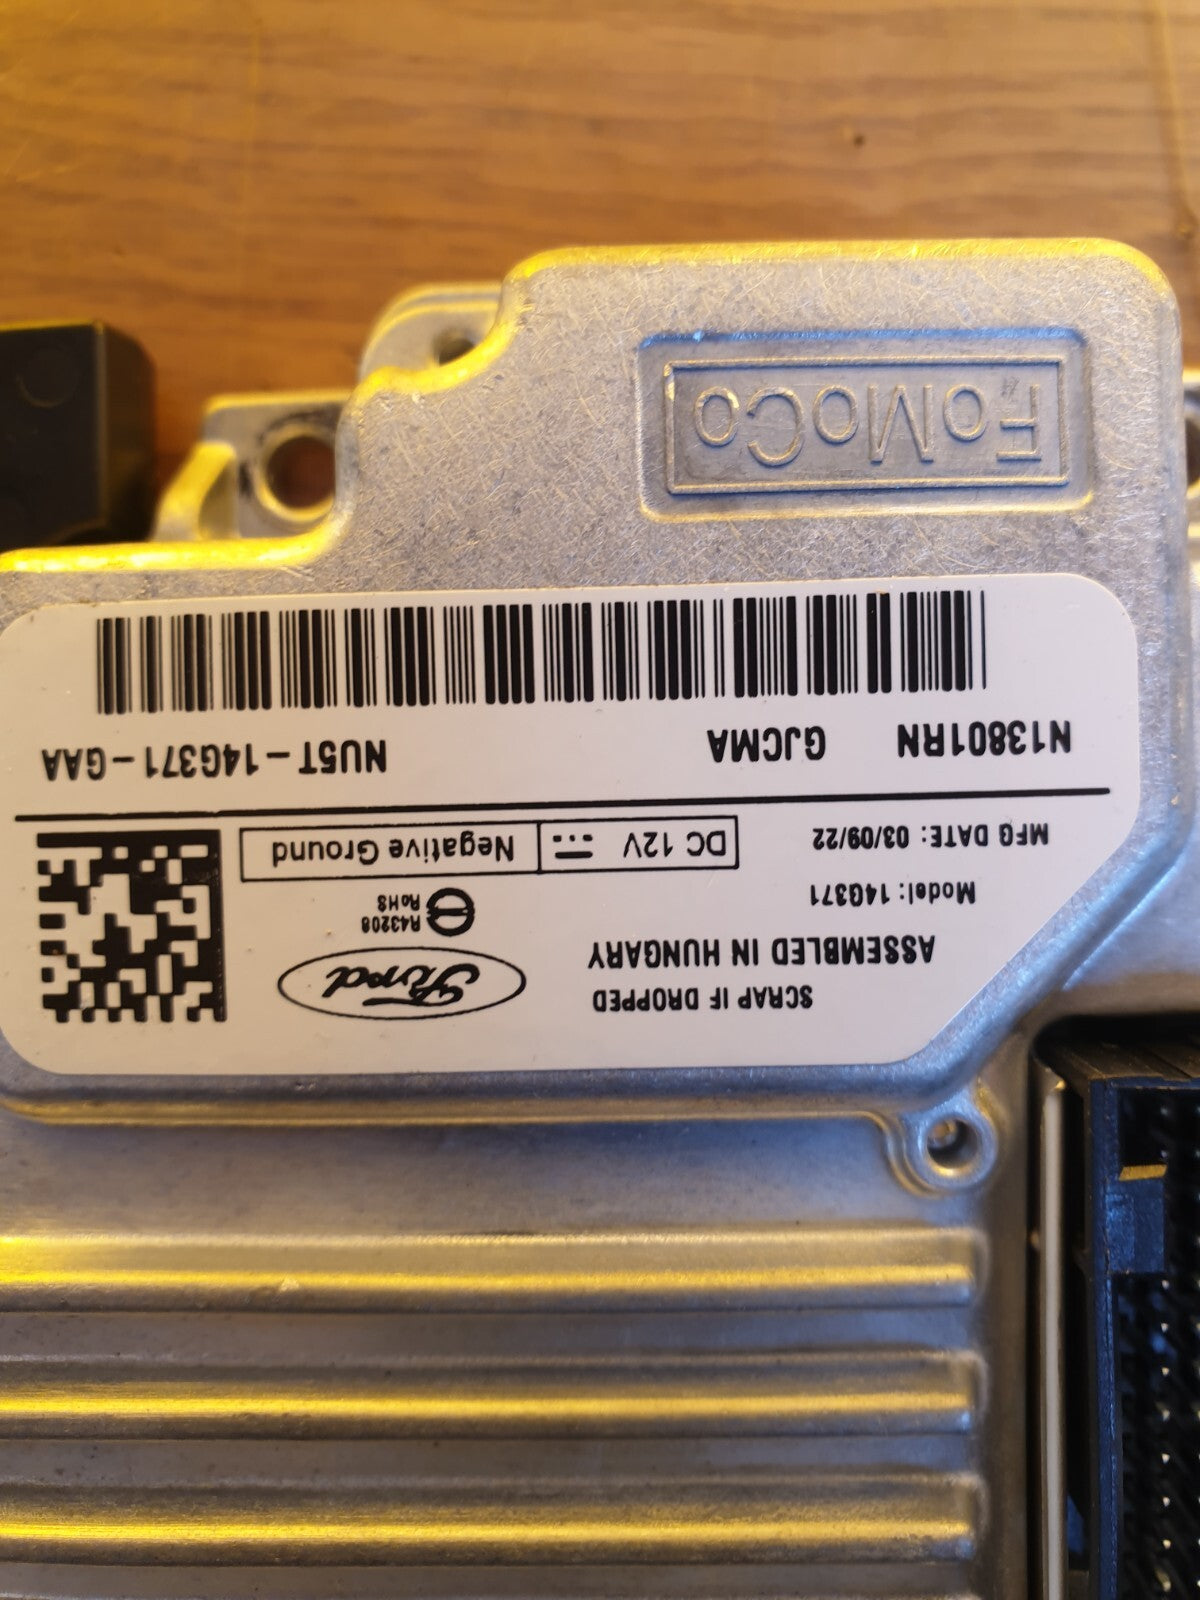 SCRAP IF DROPPED
Ford
ASSEMBLED IN HUNGARY
R43208
RoHS
Model: 14G371
MFG DATE: 03/09/22
DC 12V
Negative Ground
N13801RN GJCMA NU5T-14G371-GAA
FoMoCo